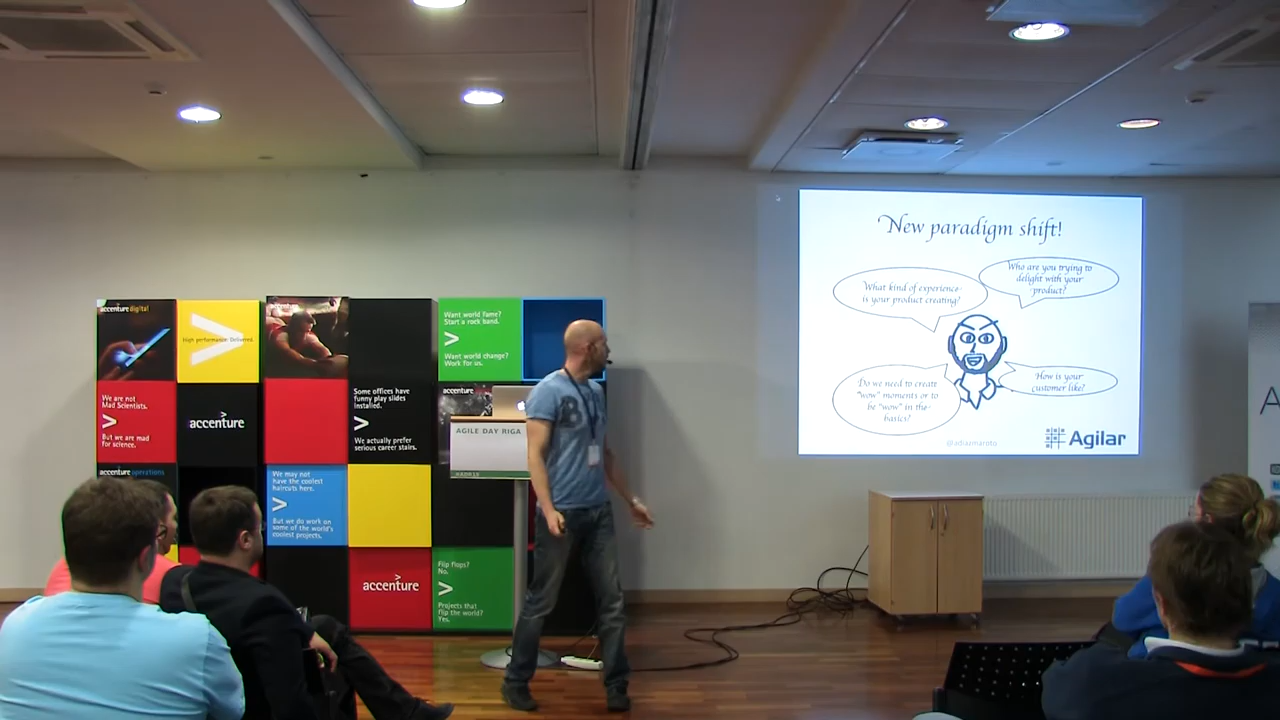 New paradigm shift!
What kind of experience
is your product creating?
Who are you trying to
delight with your
product?
Do we need to create
"wow" moments or to
be "wow" in the
basics?
How is your
customer like?
@adiazmaroto
Agilar
accenture digital
High performance. Delivered.
Want world fame?
Start a rock band.
>
Want world change?
Work for us.
We are not
Mad Scientists.
>
But we are mad
for science.
accenture
Some offices have
funny play slides
installed.
>
We actually prefer
serious career stairs.
accenture
AGILE DAY RIGA
accenture operations
We may not
have the coolest
haircuts here.
>
But we do work on
some of the world's
coolest projects.
accenture
Flip flops?
No.
>
Projects that
flip the world?
Yes.
A